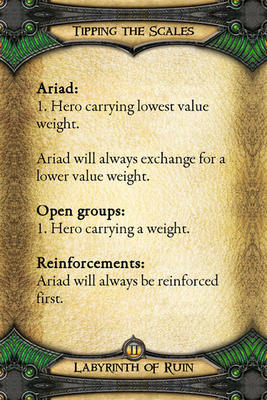 Tipping the Scales
Ariad:
1. Hero carrying lowest value
weight.
Ariad will always exchange for a
lower value weight.
Open groups:
1. Hero carrying a weight.
Reinforcements:
Ariad will always be reinforced
first.
II
Labyrinth of Ruin